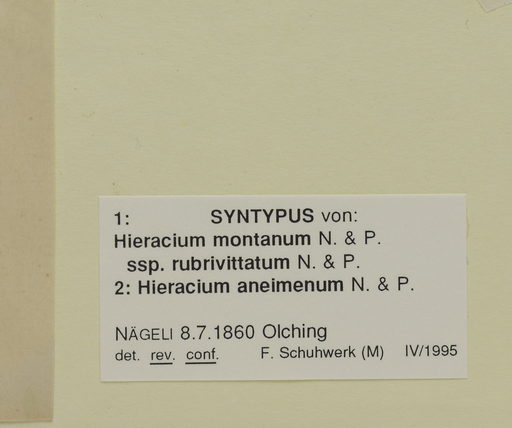 1: SYNTYPUS von:
Hieracium montanum N. & P.
ssp. rubrivittatum N. & P.
2: Hieracium aneimenum N. & P.
NÄGELI 8.7.1860 Olching
det. rev. conf. F. Schuhwerk (M) IV/1995